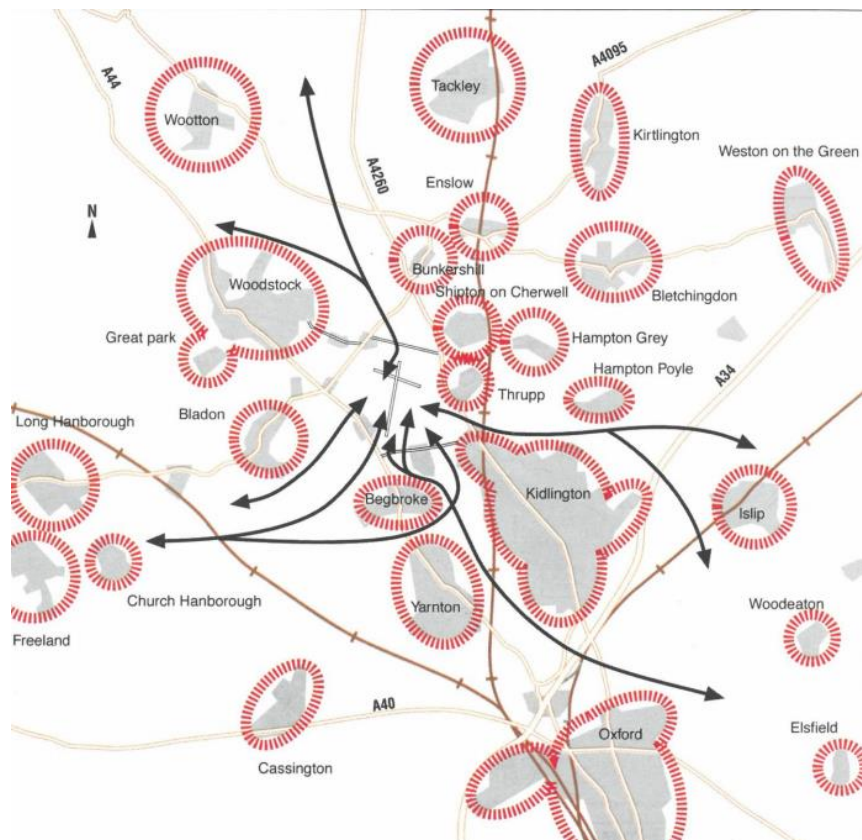 A44
A4095
Tackley
Wootton
Kirtlington
Weston on the Green
A4260
Enslow
N
Bunkershill
Woodstock
Shipton on Cherwell
Bletchingdon
Great park
Hampton Grey
Hampton Poyle
A34
Thrupp
Long Hanborough
Bladon
Begbroke
Kidlington
Islip
Church Hanborough
Yarnton
Woodeaton
Freeland
A40
Oxford
Elsfield
Cassington